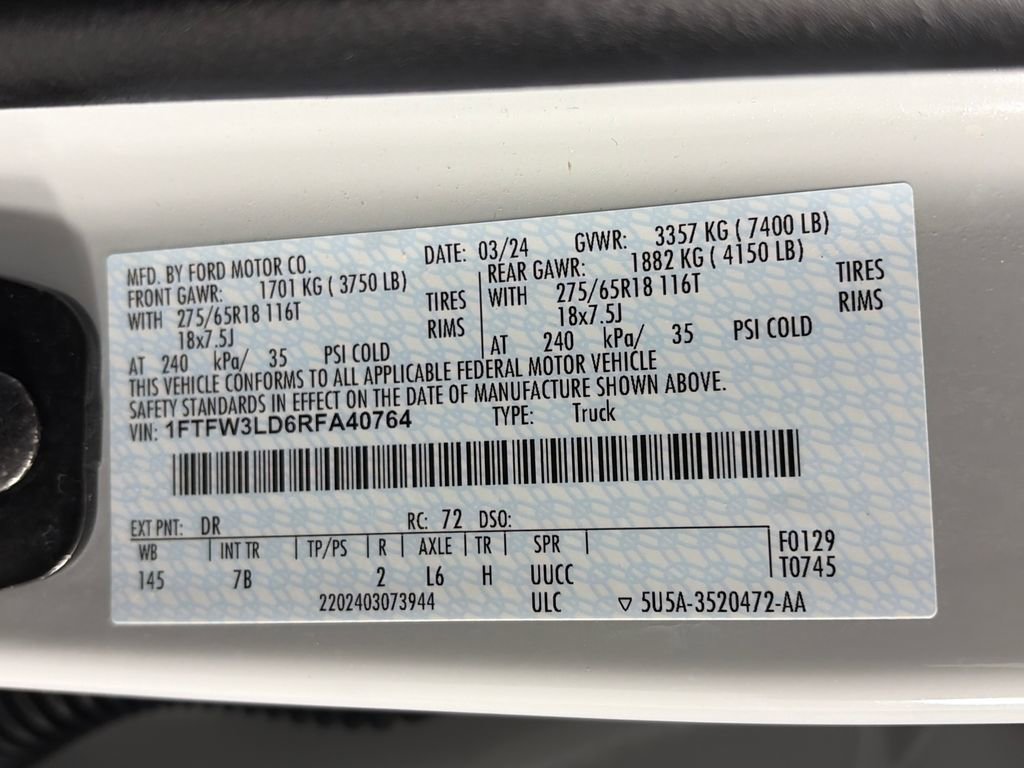 MFD. BY FORD MOTOR CO. DATE: 03/24 GVWR: 3357 KG ( 7400 LB)
FRONT GAWR: 1701 KG ( 3750 LB) REAR GAWR: 1882 KG ( 4150 LB)
WITH 275/65R18 116T TIRES WITH 275/65R18 116T TIRES
18x7.5J RIMS 18x7.5J RIMS
AT 240 kPa/ 35 PSI COLD AT 240 kPa/ 35 PSI COLD
THIS VEHICLE CONFORMS TO ALL APPLICABLE FEDERAL MOTOR VEHICLE
SAFETY STANDARDS IN EFFECT ON THE DATE OF MANUFACTURE SHOWN ABOVE.
VIN: 1FTFW3LD6RFA40764 TYPE: Truck
EXT PNT: DR RC: 72 DSO:
WB INT TR TP/PS R AXLE TR SPR F0129
145 7B 2 L6 H UUCC T0745
2202403073944 ULC ▽ 5U5A-3520472-AA